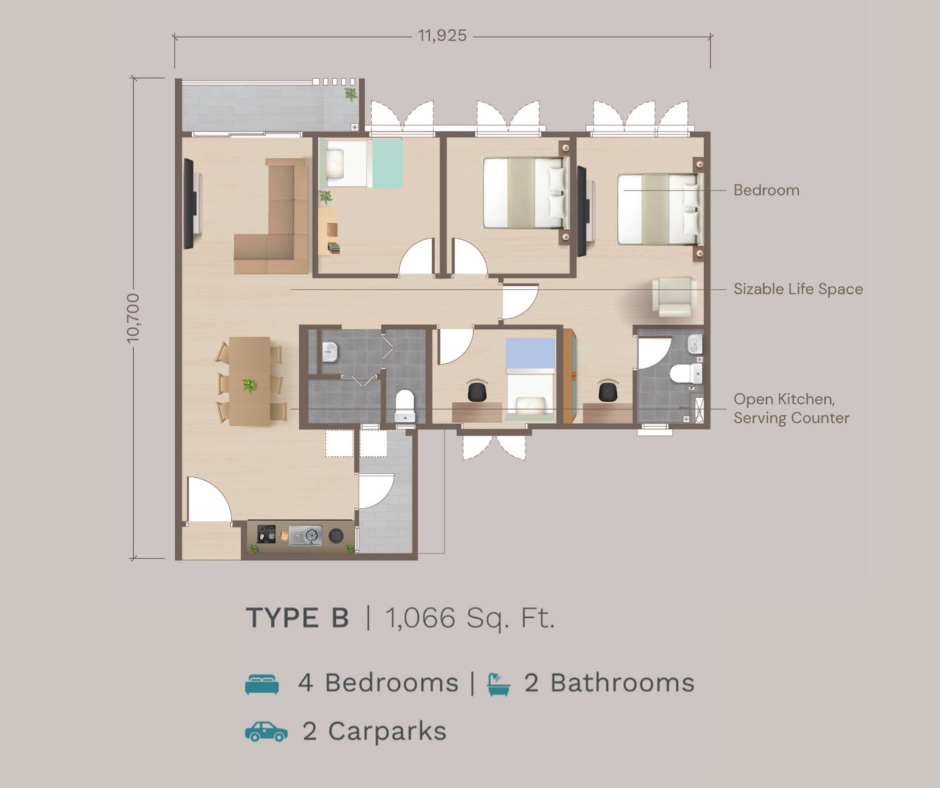 11,925
10,700
Bedroom
Sizable Life Space
Open Kitchen,
Serving Counter
TYPE B | 1,066 Sq. Ft.
4 Bedrooms | 2 Bathrooms
2 Carparks